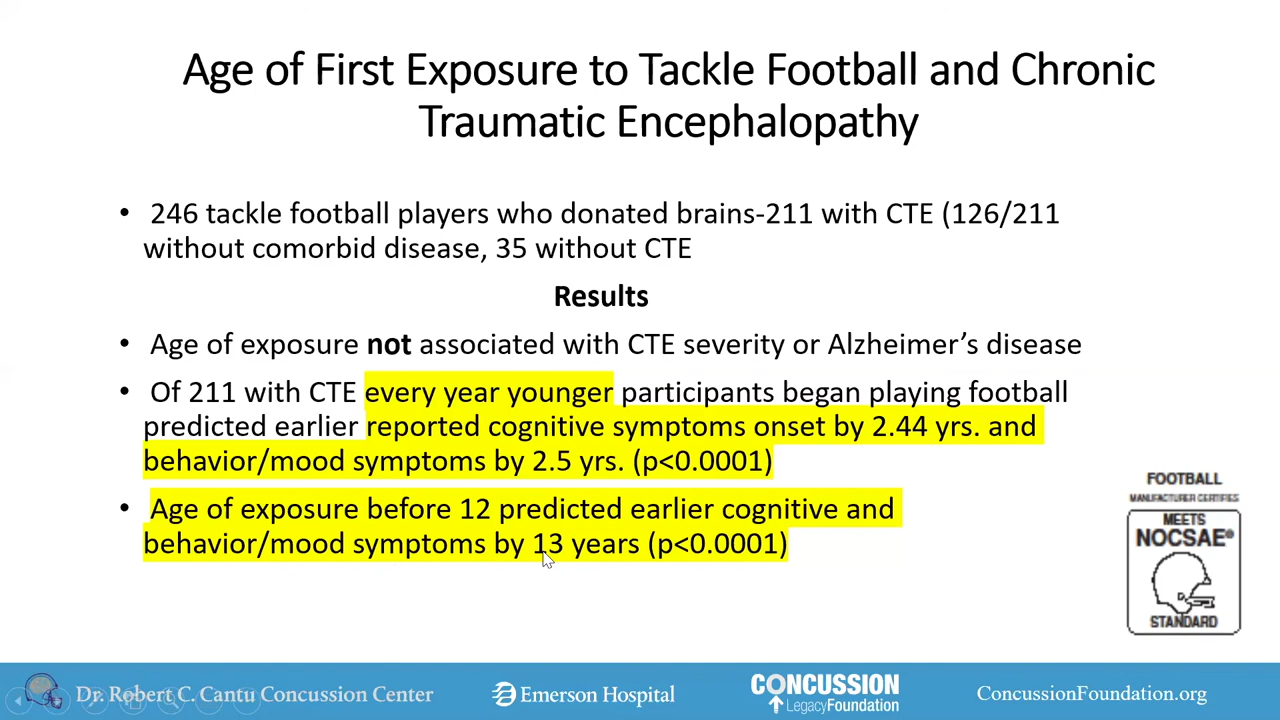 Age of First Exposure to Tackle Football and Chronic
Traumatic Encephalopathy
• 246 tackle football players who donated brains-211 with CTE (126/211
without comorbid disease, 35 without CTE
Results
• Age of exposure not associated with CTE severity or Alzheimer's disease
• Of 211 with CTE every year younger participants began playing football
predicted earlier reported cognitive symptoms onset by 2.44 yrs. and
behavior/mood symptoms by 2.5 yrs. (p<0.0001)
• Age of exposure before 12 predicted earlier cognitive and
behavior/mood symptoms by 13 years (p<0.0001)
FOOTBALL
MANUFACTURER CERTIFIES
MEETS
NOCSAE®
STANDARD
Dr. Robert C. Cantu Concussion Center
Emerson Hospital
CONCUSSION
LegacyFoundation
ConcussionFoundation.org